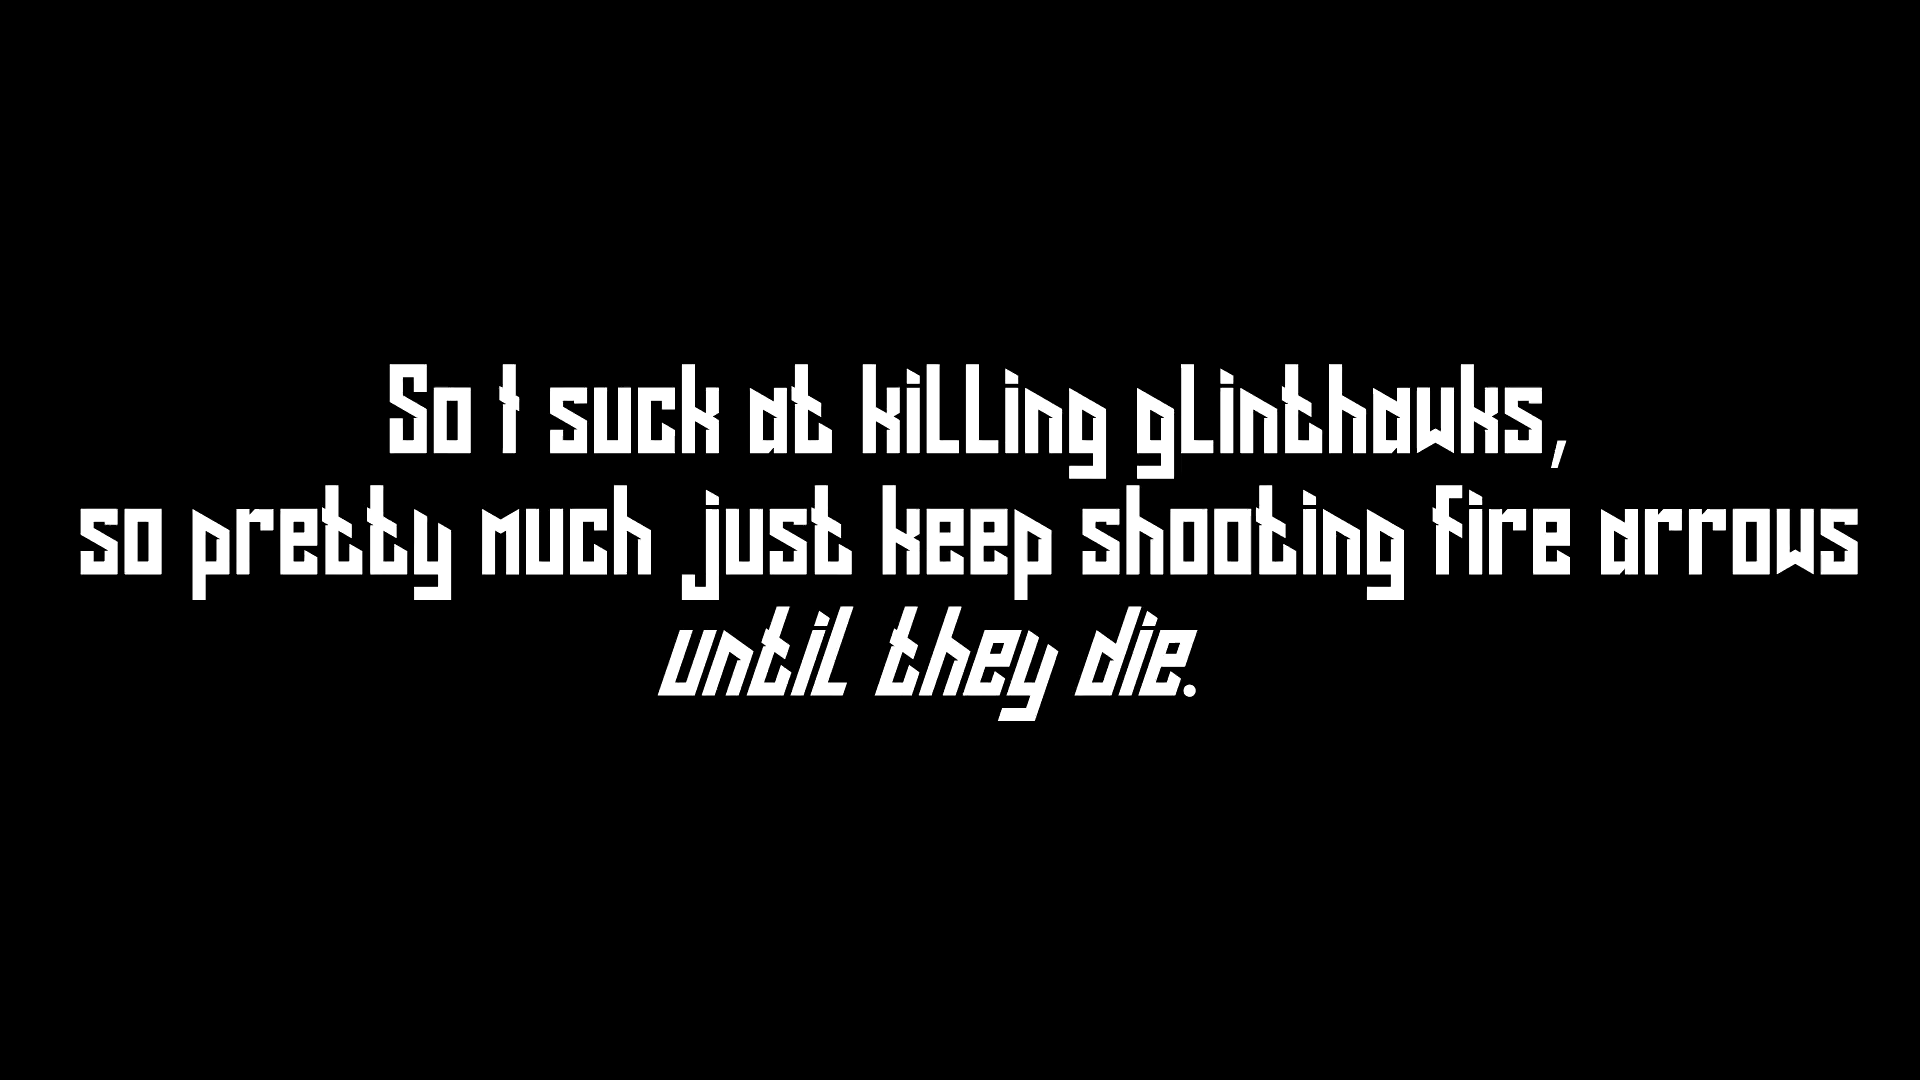 So I suck at killing glinthawks,
so pretty much just keep shooting fire arrows
until they die.